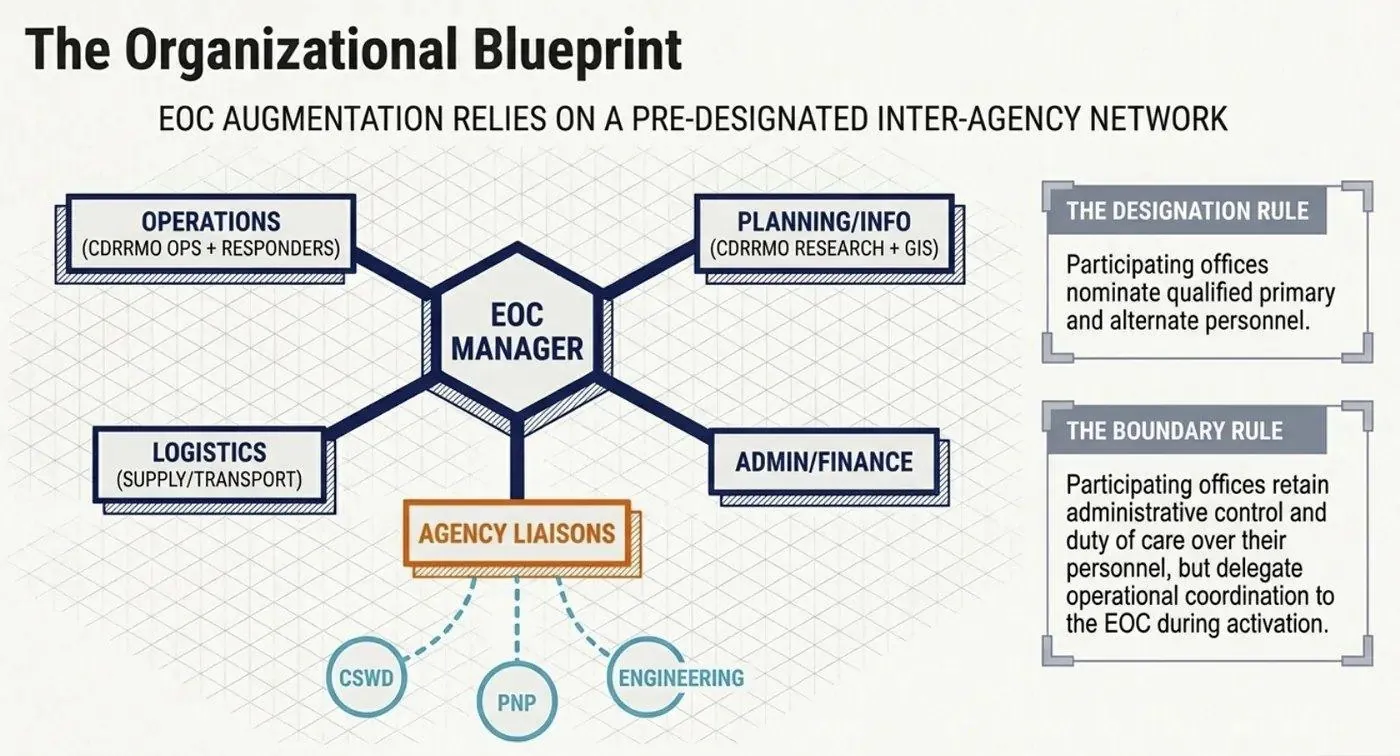 The Organizational Blueprint
EOC AUGMENTATION RELIES ON A PRE-DESIGNATED INTER-AGENCY NETWORK
OPERATIONS
(CDRRMO OPS + RESPONDERS)
PLANNING/INFO
(CDRRMO RESEARCH + GIS)
EOC
MANAGER
LOGISTICS
(SUPPLY/TRANSPORT)
ADMIN/FINANCE
AGENCY LIAISONS
CSWD
PNP
ENGINEERING
THE DESIGNATION RULE
Participating offices
nominate qualified primary
and alternate personnel.
THE BOUNDARY RULE
Participating offices retain
administrative control and
duty of care over their
personnel, but delegate
operational coordination to
the EOC during activation.